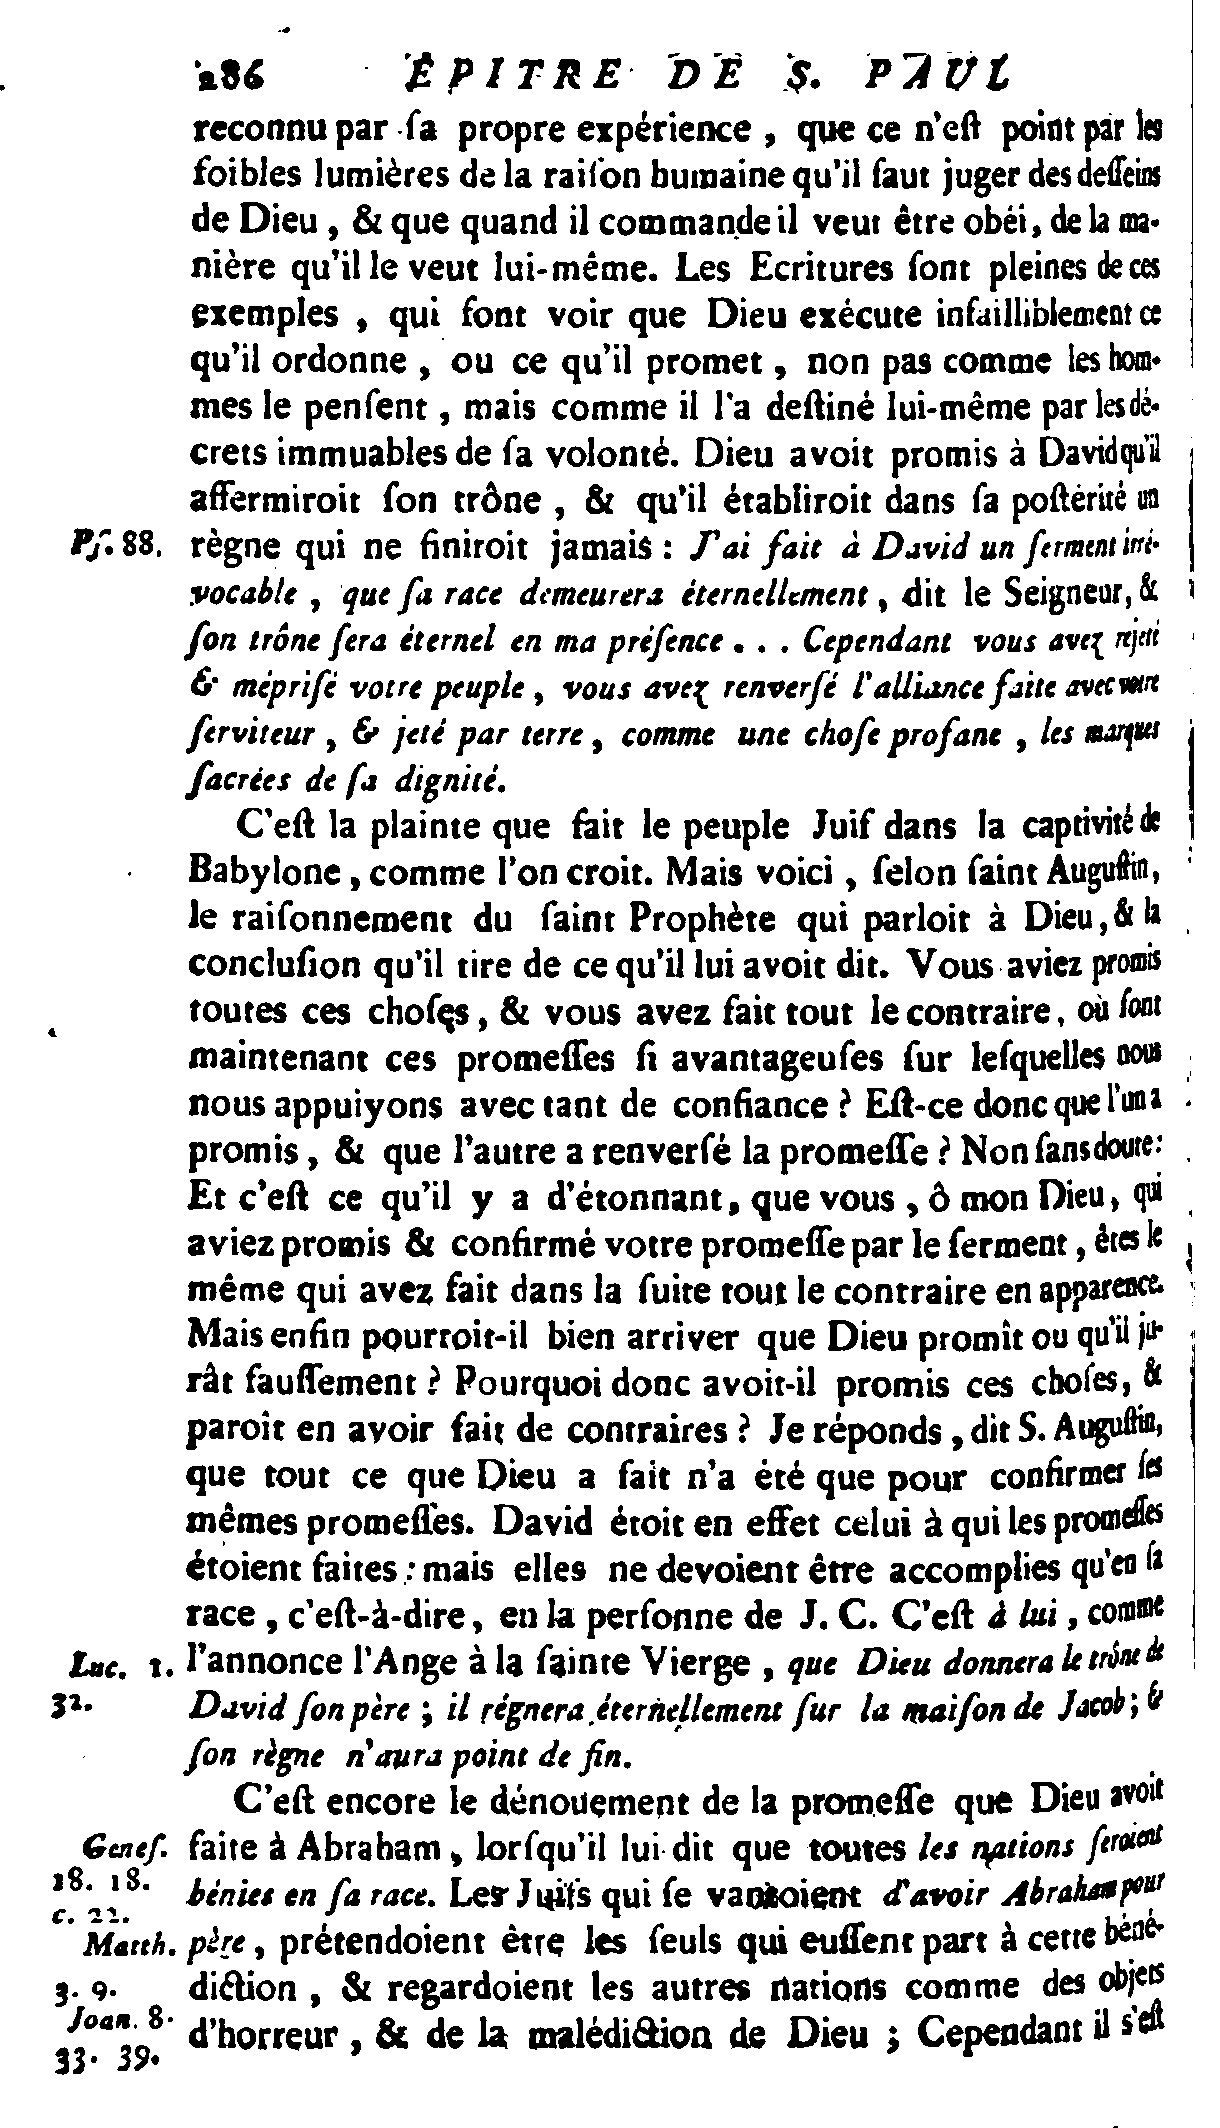 286 ÉPITRE DE S. PAUL
reconnu par ſa propre expérience, que ce n'eſt point par les
foibles lumières de la raiſon humaine qu'il faut juger des deſſeins
de Dieu, & que quand il commande il veut être obéi, de la ma-
nière qu'il le veut lui-même. Les Ecritures ſont pleines de ces
exemples, qui font voir que Dieu exécute infailliblement ce
qu'il ordonne, ou ce qu'il promet, non pas comme les hom-
mes le penſent, mais comme il l'a deſtiné lui-même par les dé-
crets immuables de ſa volonté. Dieu avoit promis à David qu'il
affermiroit ſon trône, & qu'il établiroit dans ſa poſtérité un
Pſ. 88. règne qui ne finiroit jamais : J'ai fait à David un ſerment irré-
vocable, que ſa race demeurera éternellement, dit le Seigneur, &
ſon trône ſera éternel en ma préſence . . . Cependant vous avez rejeté
& mépriſé votre peuple, vous avez renverſé l'alliance faite avec votre
ſerviteur, & jeté par terre, comme une choſe profane, les marques
ſacrées de ſa dignité.
C'eſt la plainte que fait le peuple Juif dans la captivité de
Babylone, comme l'on croit. Mais voici, ſelon ſaint Auguſtin,
le raiſonnement du ſaint Prophète qui parloit à Dieu, & la
concluſion qu'il tire de ce qu'il lui avoit dit. Vous aviez promis
toutes ces choſes, & vous avez fait tout le contraire, où ſont
maintenant ces promeſſes ſi avantageuſes ſur leſquelles nous
nous appuiyons avec tant de confiance ? Eſt-ce donc que l'un a
promis, & que l'autre a renverſé la promeſſe ? Non ſans doute :
Et c'eſt ce qu'il y a d'étonnant, que vous, ô mon Dieu, qui
aviez promis & confirmé votre promeſſe par le ſerment, êtes le
même qui avez fait dans la ſuite tout le contraire en apparence.
Mais enfin pourroit-il bien arriver que Dieu promît ou qu'il ju-
rât fauſſement ? Pourquoi donc avoit-il promis ces choſes, &
paroît en avoir fait de contraires ? Je réponds, dit S. Auguſtin,
que tout ce que Dieu a fait n'a été que pour confirmer ſes
mêmes promeſſes. David étoit en effet celui à qui les promeſſes
étoient faites : mais elles ne devoient être accomplies qu'en ſa
race, c'eſt-à-dire, en la perſonne de J. C. C'eſt à lui, comme
Luc. 1. l'annonce l'Ange à la ſainte Vierge, que Dieu donnera le trône de
32. David ſon père ; il régnera éternellement ſur la maiſon de Jacob ; &
ſon règne n'aura point de fin.
C'eſt encore le dénouement de la promeſſe que Dieu avoit
Geneſ. faite à Abraham, lorſqu'il lui dit que toutes les nations ſeroient
18. 18. bénies en ſa race. Les Juifs qui ſe vantoient d'avoir Abraham pour
c. 22.
Matth. père, prétendoient être les ſeuls qui euſſent part à cette béné-
3. 9. diction, & regardoient les autres nations comme des objets
Joan. 8. d'horreur, & de la malédiction de Dieu ; Cependant il s'eſt
33. 39.